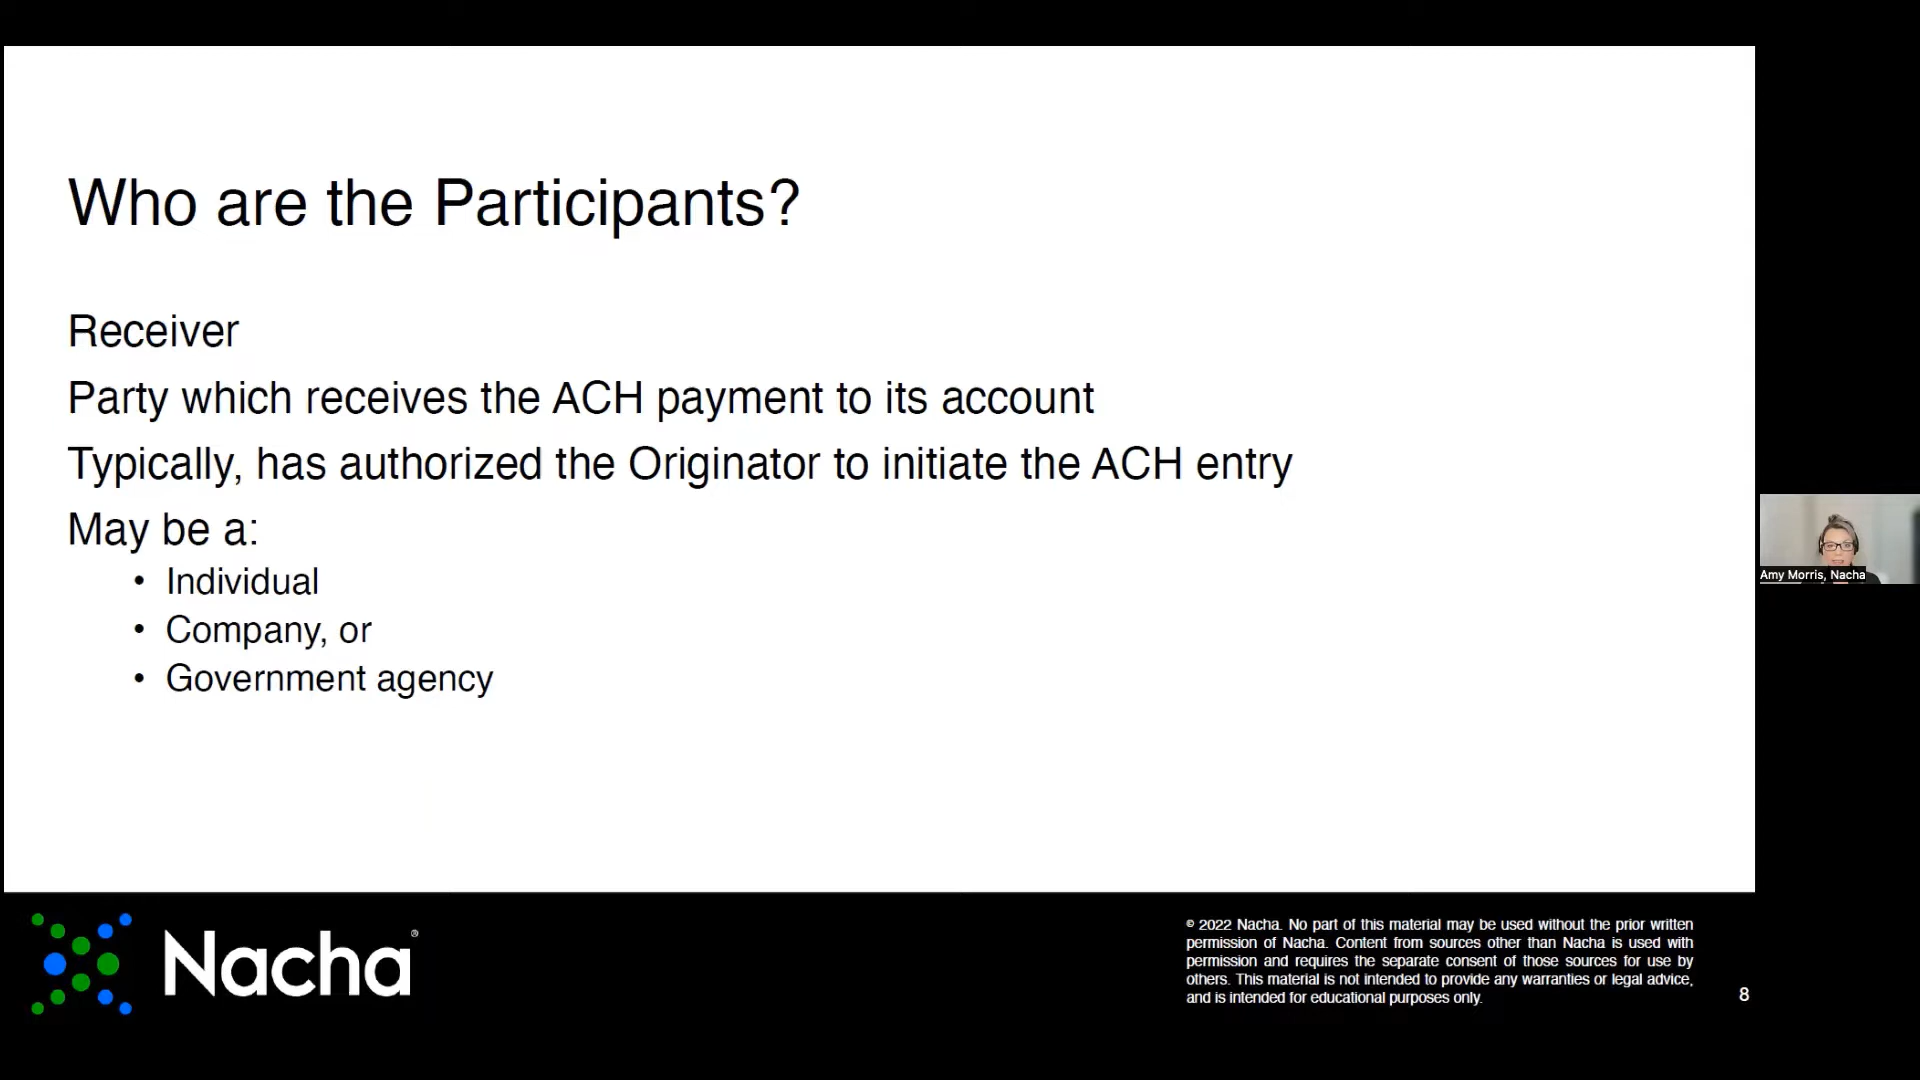 Who are the Participants?
Receiver
Party which receives the ACH payment to its account
Typically, has authorized the Originator to initiate the ACH entry
May be a:
• Individual
• Company, or
• Government agency
Amy Morris, Nacha
Nacha®
© 2022 Nacha. No part of this material may be used without the prior written
permission of Nacha. Content from sources other than Nacha is used with
permission and requires the separate consent of those sources for use by
others. This material is not intended to provide any warranties or legal advice,
and is intended for educational purposes only.
8